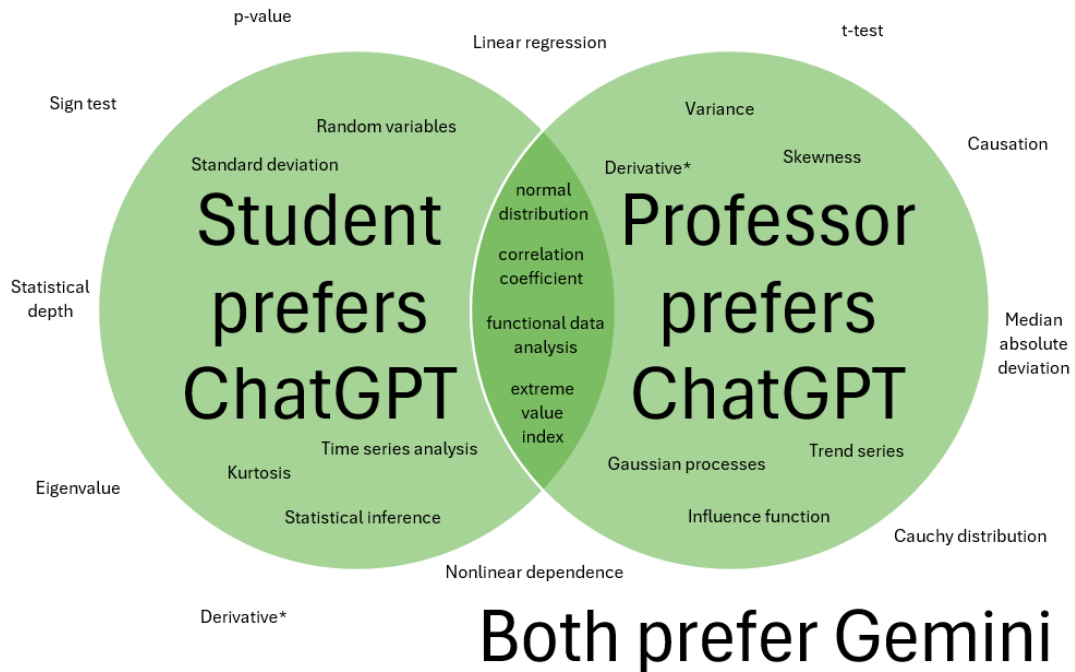 p-value
t-test
Linear regression
Sign test
Variance
Random variables
Causation
Skewness
Standard deviation
Derivative*
normal
distribution
Student
prefers
ChatGPT
Professor
prefers
ChatGPT
correlation
coefficient
Statistical
depth
functional data
analysis
Median
absolute
deviation
extreme
value
index
Time series analysis
Trend series
Gaussian processes
Kurtosis
Eigenvalue
Statistical inference
Influence function
Cauchy distribution
Nonlinear dependence
Derivative*
Both prefer Gemini